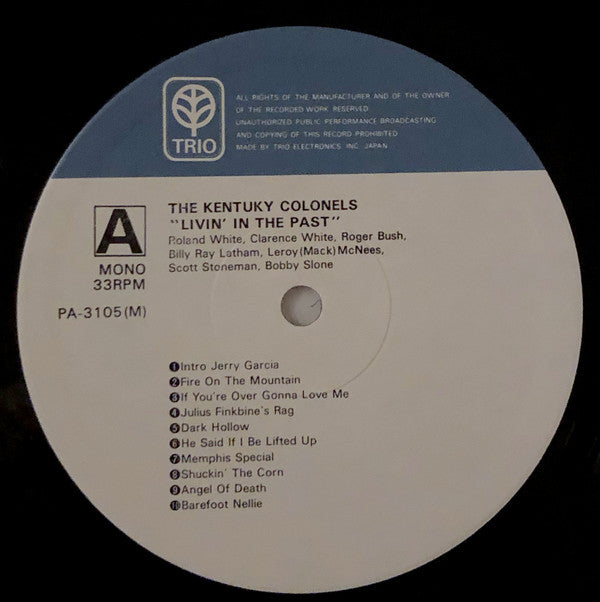 TRIO
ALL RIGHTS OF THE MANUFACTURER AND OF THE OWNER
OF THE RECORDED WORK RESERVED
UNAUTHORIZED PUBLIC PERFORMANCE BROADCASTING
AND COPYING OF THIS RECORD PROHIBITED
MADE BY TRIO ELECTRONICS. INC. JAPAN
A
MONO
33RPM
PA-3105(M)
THE KENTUKY COLONELS
"LIVIN' IN THE PAST"
Roland White, Clarence White, Roger Bush,
Billy Ray Latham, Leroy(Mack)McNees,
Scott Stoneman, Bobby Slone
❶Intro Jerry Garcia
❷Fire On The Mountain
❸If You're Over Gonna Love Me
❹Julius Finkbine's Rag
❺Dark Hollow
❻He Said If I Be Lifted Up
❼Memphis Special
❽Shuckin' The Corn
❾Angel Of Death
❿Barefoot Nellie